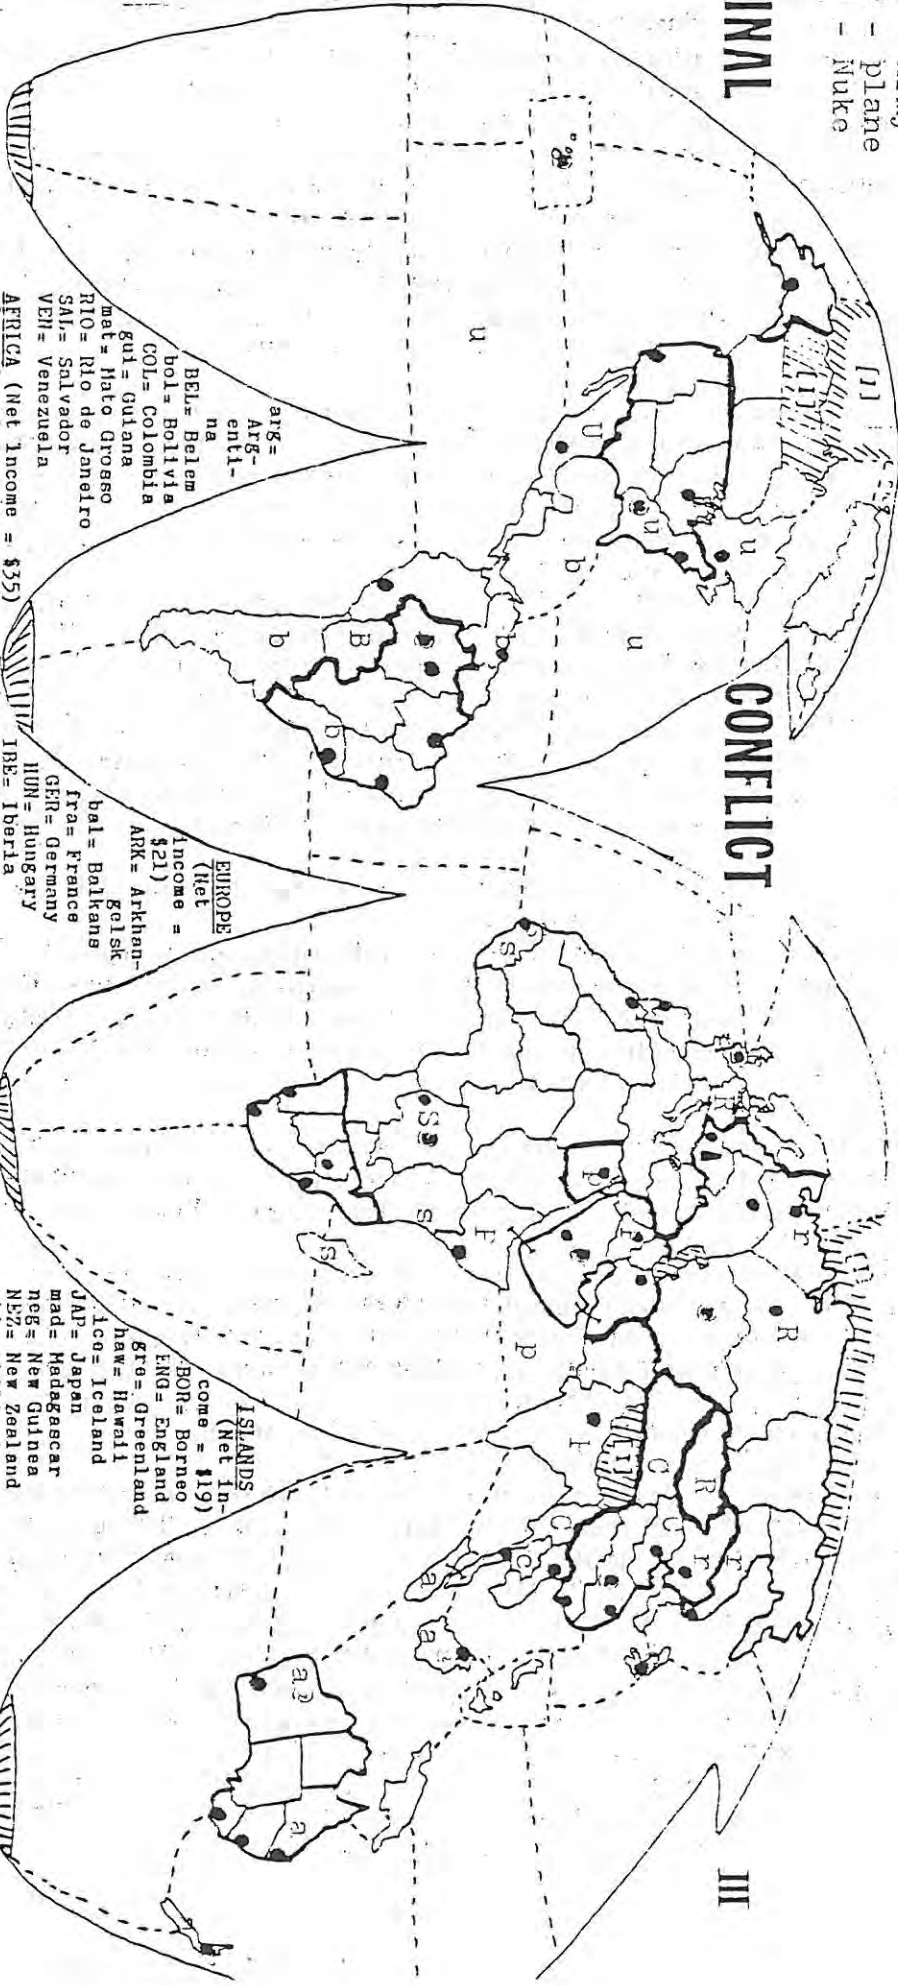 - plane
- Nuke
INAL
CONFLICT
III
[I]
[I]
u
u
U
u
u
b
b
b
B
b
arg=
Arg-
enti-
na
BEL= Belem
bol= Bolivia
COL= Colombia
gui= Guiana
mat= Mato Grosso
RIO= Rio de Janeiro
SAL= Salvador
VEN= Venezuela
AFRICA (Net income = $35)
EUROPE
(Net
income =
$21)
ARK= Arkhan-
gelsk
bal= Balkans
fra= France
GER= Germany
HUN= Hungary
IBE= Iberia
s
S
s
s
F
p
p
r
R
R
r
r
C
C
C
c
[I]
a
a
a
a
ISLANDS
(Net in-
come = $19)
BOR= Borneo
ENG= England
gre= Greenland
haw= Hawaii
ice= Iceland
JAP= Japan
mad= Madagascar
neg= New Guinea
NEZ= New Zealand